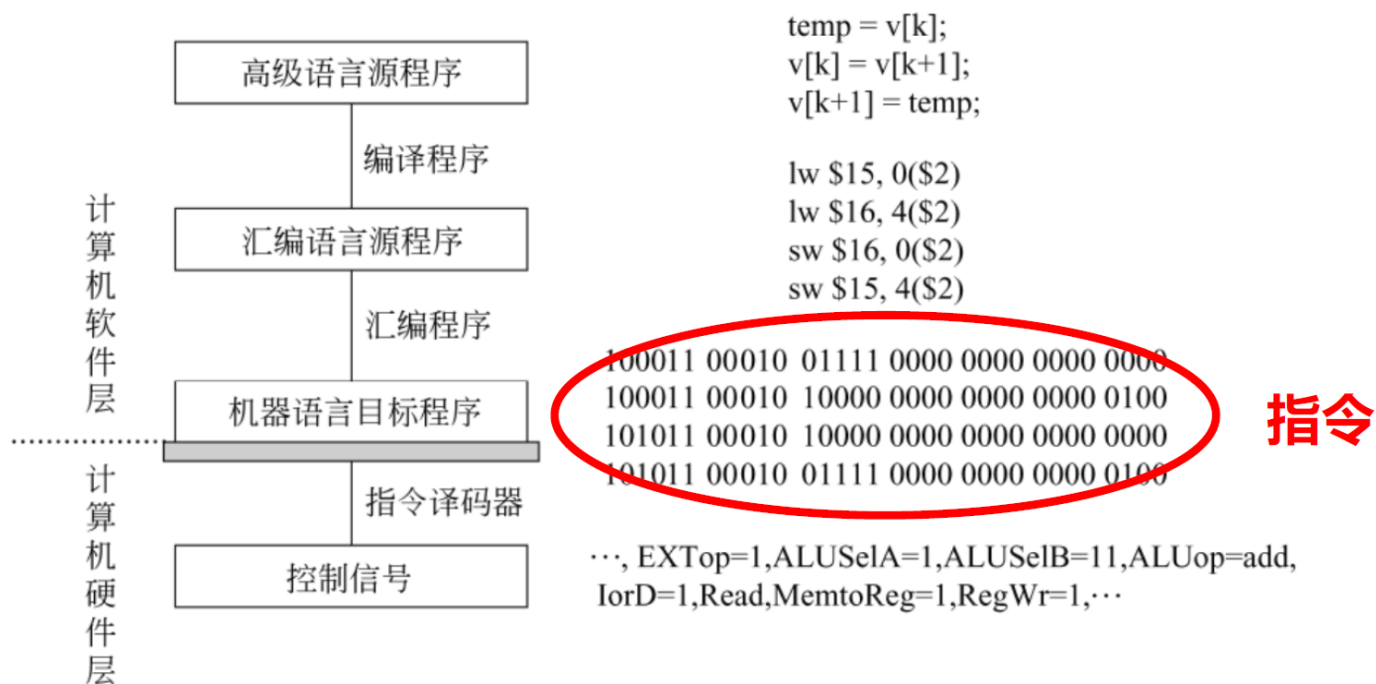 temp = v[k];
v[k] = v[k+1];
v[k+1] = temp;
高级语言源程序
编译程序
lw $15, 0($2)
lw $16, 4($2)
sw $16, 0($2)
sw $15, 4($2)
计算机软件层
汇编语言源程序
汇编程序
100011 00010 01111 0000 0000 0000 0000
100011 00010 10000 0000 0000 0000 0100
101011 00010 10000 0000 0000 0000 0000
101011 00010 01111 0000 0000 0000 0100
指令
机器语言目标程序
计算机硬件层
指令译码器
控制信号
…, EXTop=1,ALUSelA=1,ALUSelB=11,ALUop=add,
IorD=1,Read,MemtoReg=1,RegWr=1,…